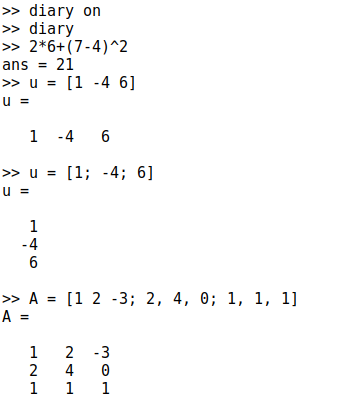 >> diary on
>> diary
>> 2*6+(7-4)^2
ans = 21
>> u = [1 -4 6]
u =
1 -4 6
>> u = [1; -4; 6]
u =
1
-4
6
>> A = [1 2 -3; 2, 4, 0; 1, 1, 1]
A =
1 2 -3
2 4 0
1 1 1